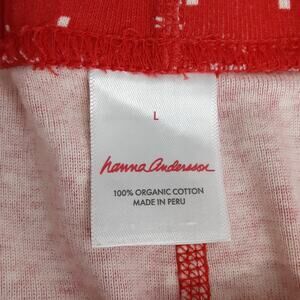 L
hanna andersson
100% ORGANIC COTTON
MADE IN PERU